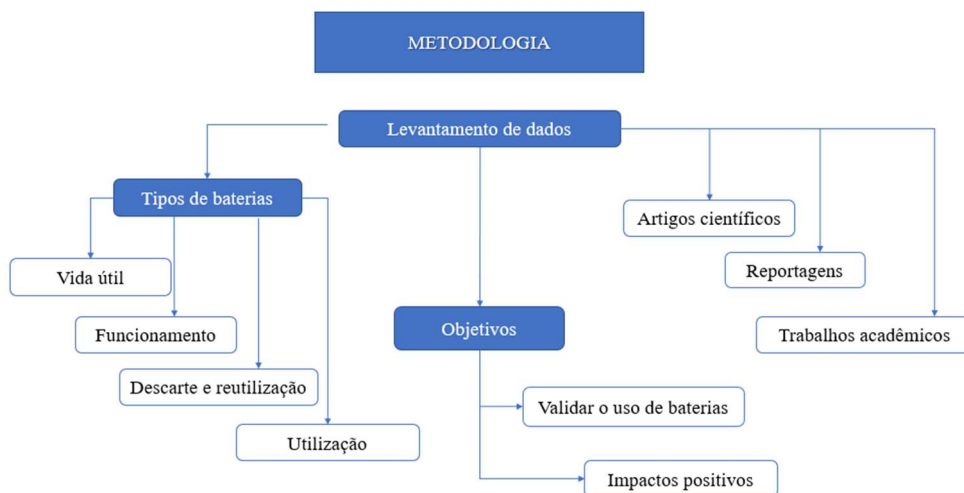 METODOLOGIA
Levantamento de dados
Tipos de baterias
Artigos científicos
Vida útil
Reportagens
Funcionamento
Objetivos
Trabalhos acadêmicos
Descarte e reutilização
Validar o uso de baterias
Utilização
Impactos positivos